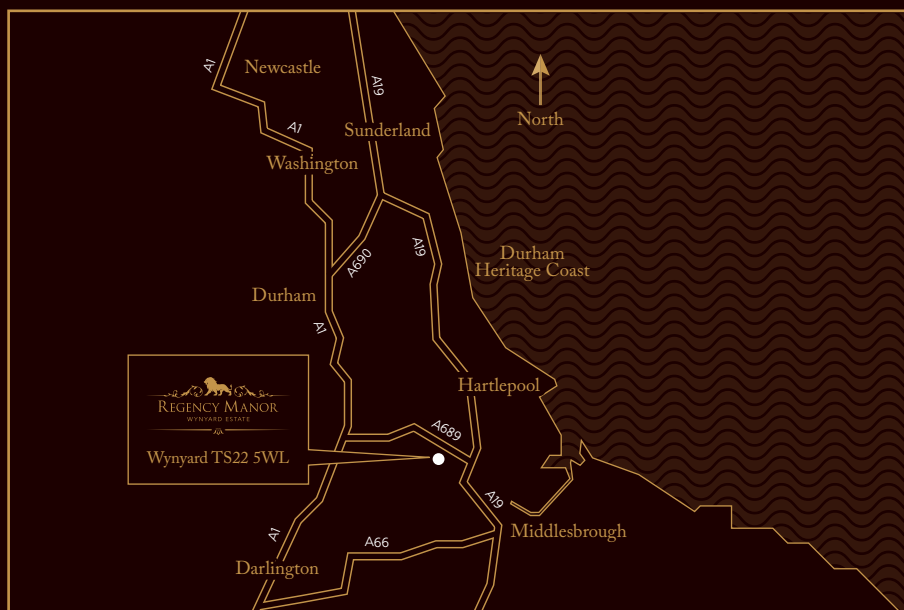 A1
Newcastle
A19
North
A1
Sunderland
Washington
A19
A690
Durham
Heritage Coast
Durham
A1
Hartlepool
REGENCY MANOR
WYNYARD ESTATE
A689
Wynyard TS22 5WL
A19
A1
A66
Middlesbrough
Darlington